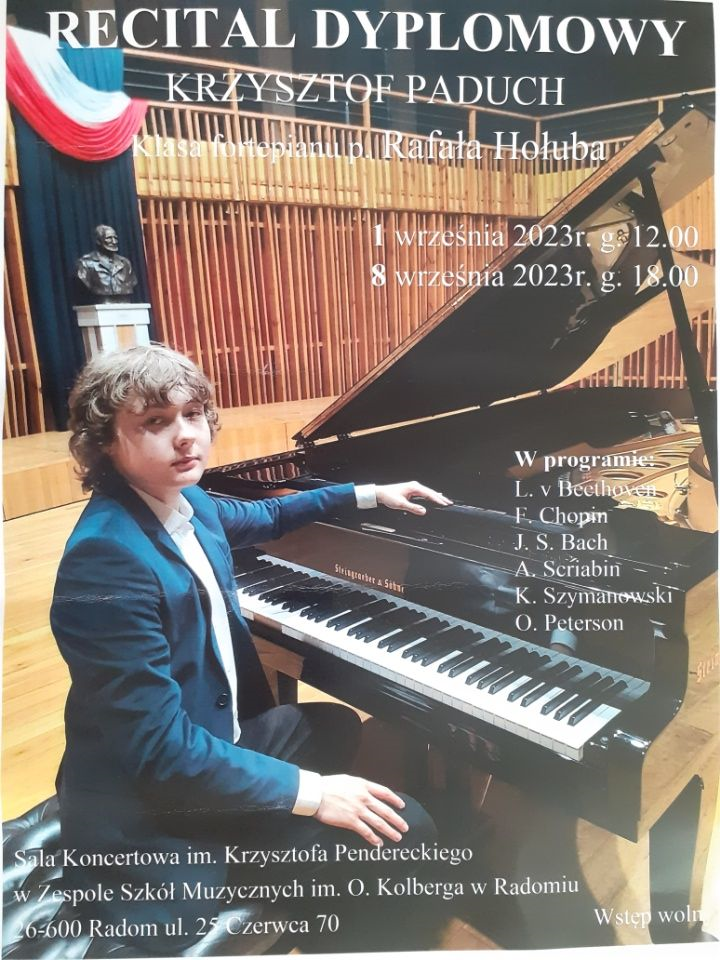 RECITAL DYPLOMOWY
KRZYSZTOF PADUCH
Klasa fortepianu p. Rafała Hołuba
1 września 2023r. g. 12.00
8 września 2023r. g. 18.00
W programie:
L. v Beethoven
F. Chopin
J. S. Bach
A. Scriabin
K. Szymanowski
O. Peterson
Steingraeber & Söhne
Sala Koncertowa im. Krzysztofa Pendereckiego
w Zespole Szkół Muzycznych im. O. Kolberga w Radomiu
26-600 Radom ul. 25 Czerwca 70
Wstęp woln